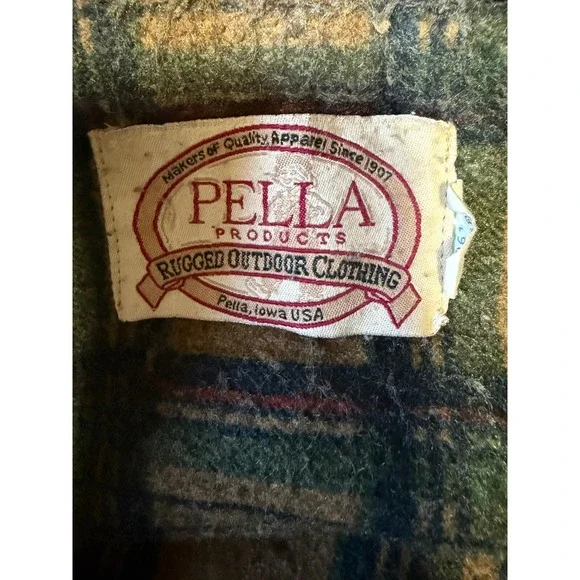 Makers of Quality Apparel Since 1907
PELLA
PRODUCTS
RUGGED OUTDOOR CLOTHING
Pella, Iowa USA